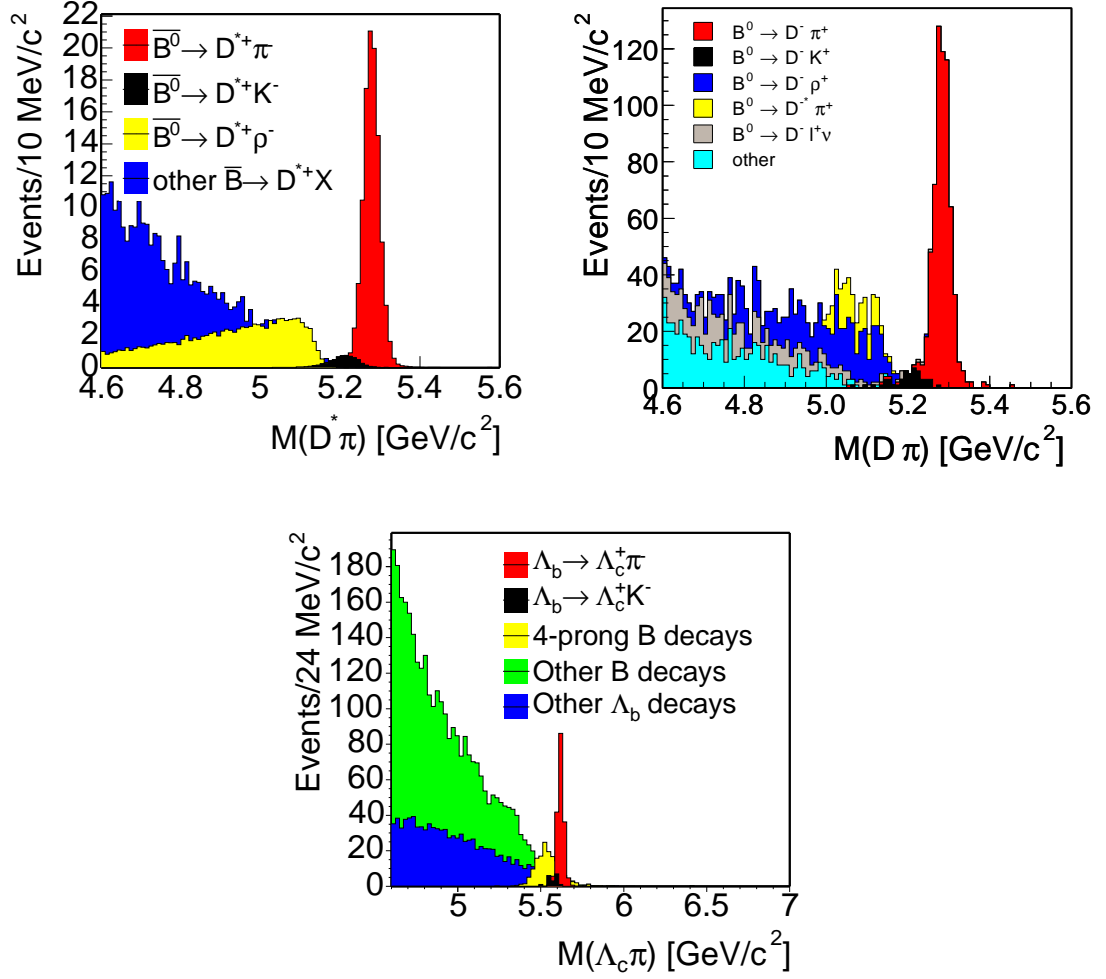 Events/10 MeV/c²
22
20
18
16
14
12
10
8
6
4
2
0
B⁰ → D*⁺π⁻
B⁰ → D*⁺K⁻
B⁰ → D*⁺ρ⁻
other B → D*⁺X
4.6 4.8 5 5.2 5.4 5.6
M(D*π) [GeV/c²]
Events/10 MeV/c²
120
100
80
60
40
20
0
B⁰ → D⁻ π⁺
B⁰ → D⁻ K⁺
B⁰ → D⁻ ρ⁺
B⁰ → D⁻* π⁺
B⁰ → D⁻ l⁺ν
other
4.6 4.8 5.0 5.2 5.4 5.6
M(D π) [GeV/c²]
Events/24 MeV/c²
180
160
140
120
100
80
60
40
20
0
Λb → Λc⁺π⁻
Λb → Λc⁺K⁻
4-prong B decays
Other B decays
Other Λb decays
5 5.5 6 6.5 7
M(Λcπ) [GeV/c²]